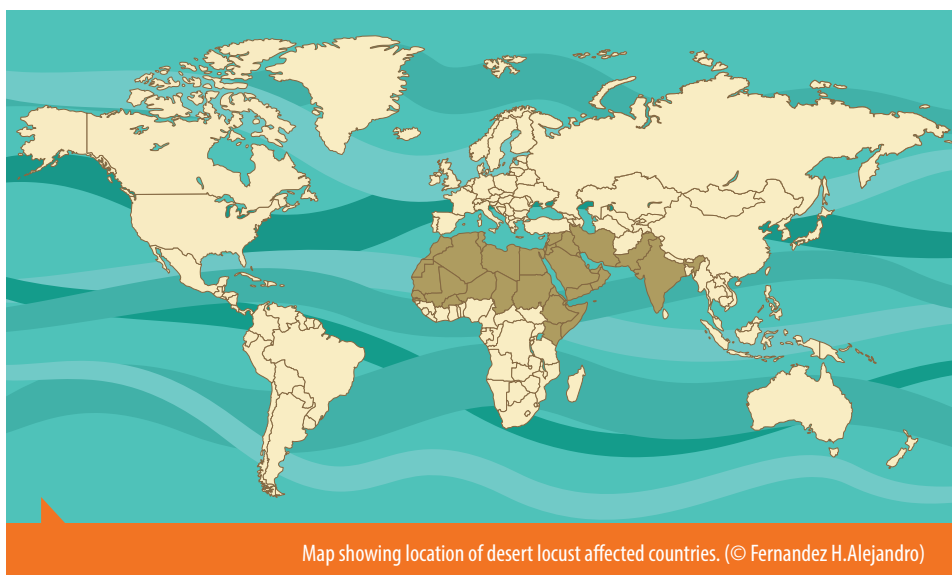 Map showing location of desert locust affected countries. (© Fernandez H.Alejandro)